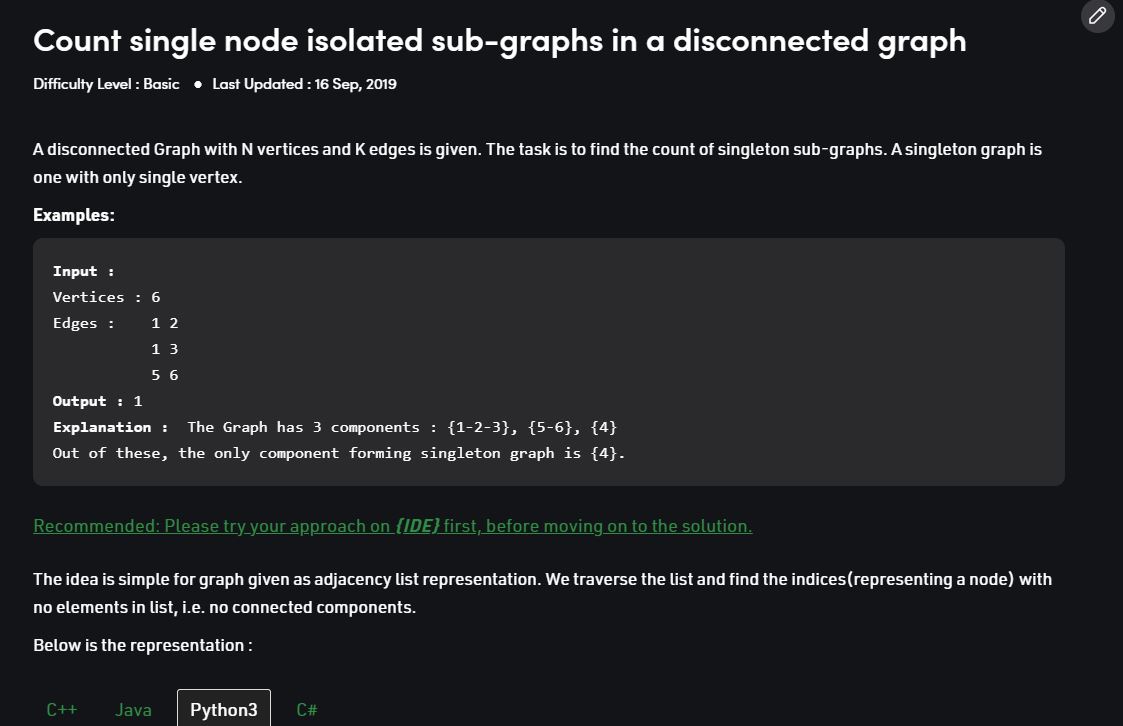 Count single node isolated sub-graphs in a disconnected graph
Difficulty Level : Basic ● Last Updated : 16 Sep, 2019
A disconnected Graph with N vertices and K edges is given. The task is to find the count of singleton sub-graphs. A singleton graph is
one with only single vertex.
Examples:
Input :
Vertices : 6
Edges :    1 2
           1 3
           5 6
Output : 1
Explanation :  The Graph has 3 components : {1-2-3}, {5-6}, {4}
Out of these, the only component forming singleton graph is {4}.
Recommended: Please try your approach on {IDE} first, before moving on to the solution.
The idea is simple for graph given as adjacency list representation. We traverse the list and find the indices(representing a node) with
no elements in list, i.e. no connected components.
Below is the representation :
C++ Java Python3 C#